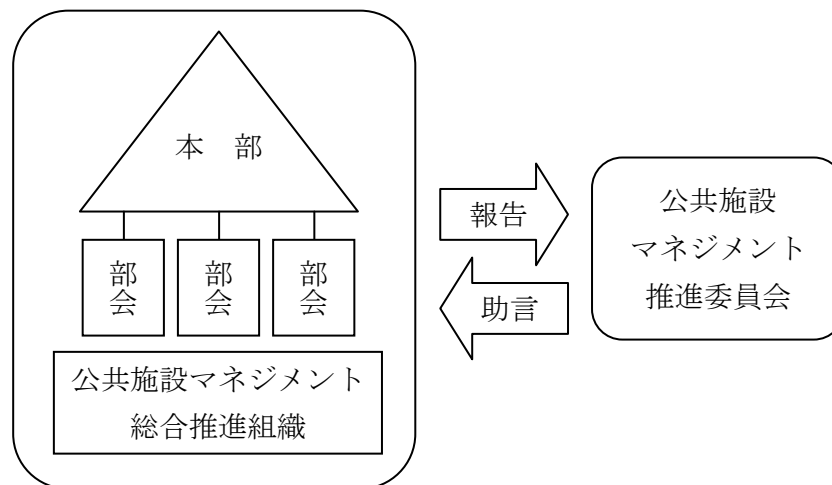 本　部
部会
部会
部会
公共施設マネジメント
総合推進組織
報告
助言
公共施設
マネジメント
推進委員会